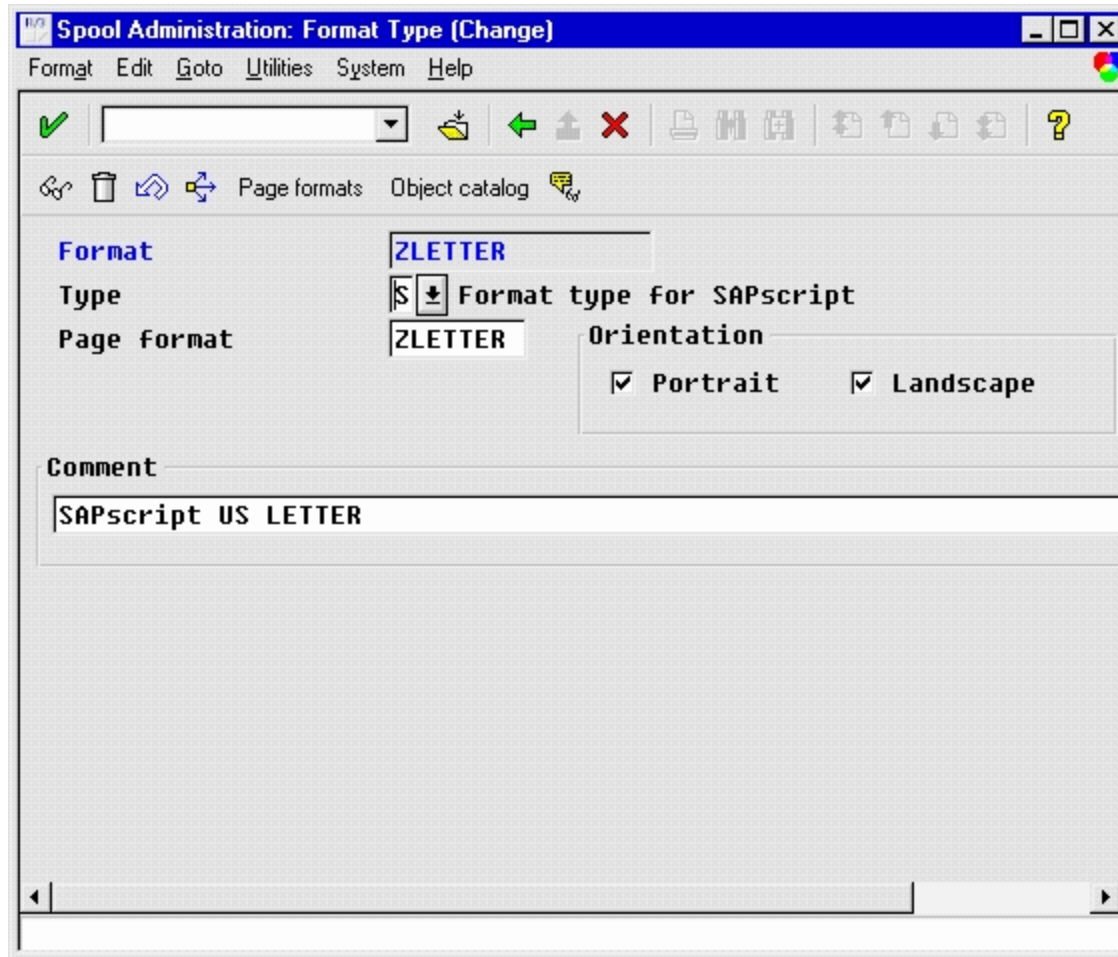 R/3 Spool Administration: Format Type (Change)
Format Edit Goto Utilities System Help
Page formats Object catalog
Format ZLETTER
Type S Format type for SAPscript
Page format ZLETTER
Orientation
Portrait Landscape
Comment
SAPscript US LETTER